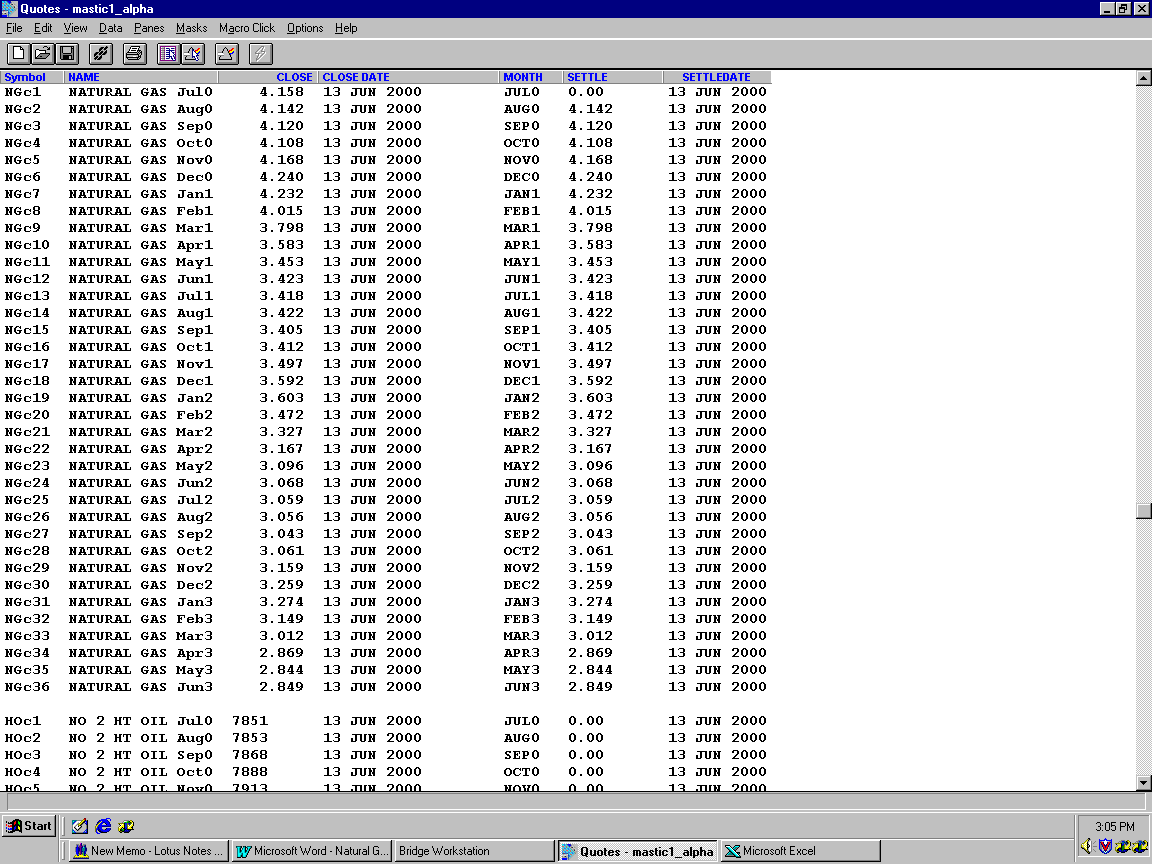 Quotes - mastic1_alpha
File Edit View Data Panes Masks Macro Click Options Help
Symbol NAME CLOSE CLOSE DATE MONTH SETTLE SETTLEDATE
NGc1 NATURAL GAS Jul0 4.158 13 JUN 2000 JUL0 0.00 13 JUN 2000
NGc2 NATURAL GAS Aug0 4.142 13 JUN 2000 AUG0 4.142 13 JUN 2000
NGc3 NATURAL GAS Sep0 4.120 13 JUN 2000 SEP0 4.120 13 JUN 2000
NGc4 NATURAL GAS Oct0 4.108 13 JUN 2000 OCT0 4.108 13 JUN 2000
NGc5 NATURAL GAS Nov0 4.168 13 JUN 2000 NOV0 4.168 13 JUN 2000
NGc6 NATURAL GAS Dec0 4.240 13 JUN 2000 DEC0 4.240 13 JUN 2000
NGc7 NATURAL GAS Jan1 4.232 13 JUN 2000 JAN1 4.232 13 JUN 2000
NGc8 NATURAL GAS Feb1 4.015 13 JUN 2000 FEB1 4.015 13 JUN 2000
NGc9 NATURAL GAS Mar1 3.798 13 JUN 2000 MAR1 3.798 13 JUN 2000
NGc10 NATURAL GAS Apr1 3.583 13 JUN 2000 APR1 3.583 13 JUN 2000
NGc11 NATURAL GAS May1 3.453 13 JUN 2000 MAY1 3.453 13 JUN 2000
NGc12 NATURAL GAS Jun1 3.423 13 JUN 2000 JUN1 3.423 13 JUN 2000
NGc13 NATURAL GAS Jul1 3.418 13 JUN 2000 JUL1 3.418 13 JUN 2000
NGc14 NATURAL GAS Aug1 3.422 13 JUN 2000 AUG1 3.422 13 JUN 2000
NGc15 NATURAL GAS Sep1 3.405 13 JUN 2000 SEP1 3.405 13 JUN 2000
NGc16 NATURAL GAS Oct1 3.412 13 JUN 2000 OCT1 3.412 13 JUN 2000
NGc17 NATURAL GAS Nov1 3.497 13 JUN 2000 NOV1 3.497 13 JUN 2000
NGc18 NATURAL GAS Dec1 3.592 13 JUN 2000 DEC1 3.592 13 JUN 2000
NGc19 NATURAL GAS Jan2 3.603 13 JUN 2000 JAN2 3.603 13 JUN 2000
NGc20 NATURAL GAS Feb2 3.472 13 JUN 2000 FEB2 3.472 13 JUN 2000
NGc21 NATURAL GAS Mar2 3.327 13 JUN 2000 MAR2 3.327 13 JUN 2000
NGc22 NATURAL GAS Apr2 3.167 13 JUN 2000 APR2 3.167 13 JUN 2000
NGc23 NATURAL GAS May2 3.096 13 JUN 2000 MAY2 3.096 13 JUN 2000
NGc24 NATURAL GAS Jun2 3.068 13 JUN 2000 JUN2 3.068 13 JUN 2000
NGc25 NATURAL GAS Jul2 3.059 13 JUN 2000 JUL2 3.059 13 JUN 2000
NGc26 NATURAL GAS Aug2 3.056 13 JUN 2000 AUG2 3.056 13 JUN 2000
NGc27 NATURAL GAS Sep2 3.043 13 JUN 2000 SEP2 3.043 13 JUN 2000
NGc28 NATURAL GAS Oct2 3.061 13 JUN 2000 OCT2 3.061 13 JUN 2000
NGc29 NATURAL GAS Nov2 3.159 13 JUN 2000 NOV2 3.159 13 JUN 2000
NGc30 NATURAL GAS Dec2 3.259 13 JUN 2000 DEC2 3.259 13 JUN 2000
NGc31 NATURAL GAS Jan3 3.274 13 JUN 2000 JAN3 3.274 13 JUN 2000
NGc32 NATURAL GAS Feb3 3.149 13 JUN 2000 FEB3 3.149 13 JUN 2000
NGc33 NATURAL GAS Mar3 3.012 13 JUN 2000 MAR3 3.012 13 JUN 2000
NGc34 NATURAL GAS Apr3 2.869 13 JUN 2000 APR3 2.869 13 JUN 2000
NGc35 NATURAL GAS May3 2.844 13 JUN 2000 MAY3 2.844 13 JUN 2000
NGc36 NATURAL GAS Jun3 2.849 13 JUN 2000 JUN3 2.849 13 JUN 2000
HOc1 NO 2 HT OIL Jul0 7851 13 JUN 2000 JUL0 0.00 13 JUN 2000
HOc2 NO 2 HT OIL Aug0 7853 13 JUN 2000 AUG0 0.00 13 JUN 2000
HOc3 NO 2 HT OIL Sep0 7868 13 JUN 2000 SEP0 0.00 13 JUN 2000
HOc4 NO 2 HT OIL Oct0 7888 13 JUN 2000 OCT0 0.00 13 JUN 2000
HOc5 NO 2 HT OIL Nov0 7913 13 JUN 2000 NOV0 0.00 13 JUN 2000
Start 3:05 PM
New Memo - Lotus Notes ... Microsoft Word - Natural G... Bridge Workstation Quotes - mastic1_alpha Microsoft Excel